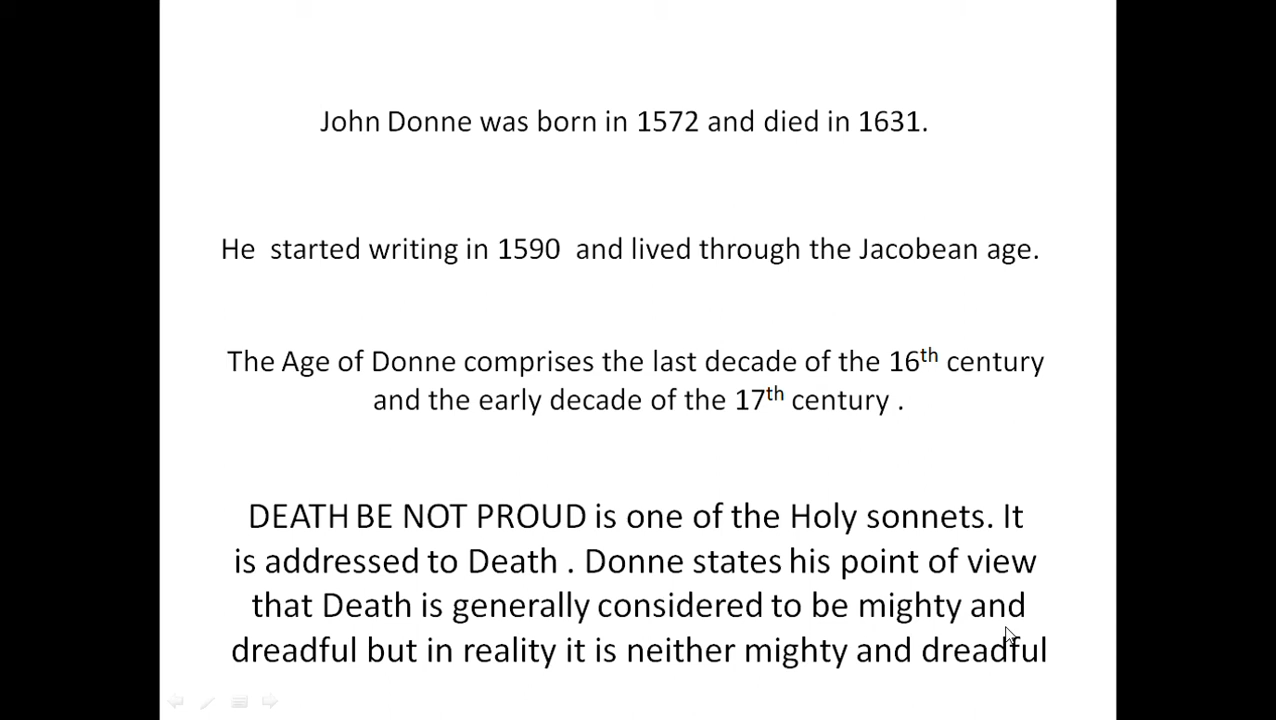 John Donne was born in 1572 and died in 1631.
He  started writing in 1590  and lived through the Jacobean age.
The Age of Donne comprises the last decade of the 16th century
and the early decade of the 17th century .
DEATH BE NOT PROUD is one of the Holy sonnets. It
is addressed to Death . Donne states his point of view
that Death is generally considered to be mighty and
dreadful but in reality it is neither mighty and dreadful